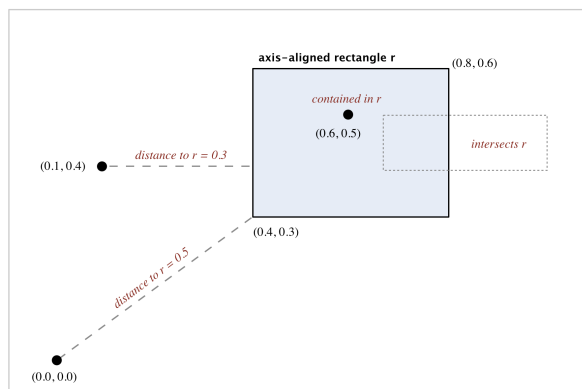 axis-aligned rectangle r
(0.8, 0.6)
contained in r
(0.6, 0.5)
intersects r
distance to r = 0.3
(0.1, 0.4)
(0.4, 0.3)
distance to r = 0.5
(0.0, 0.0)